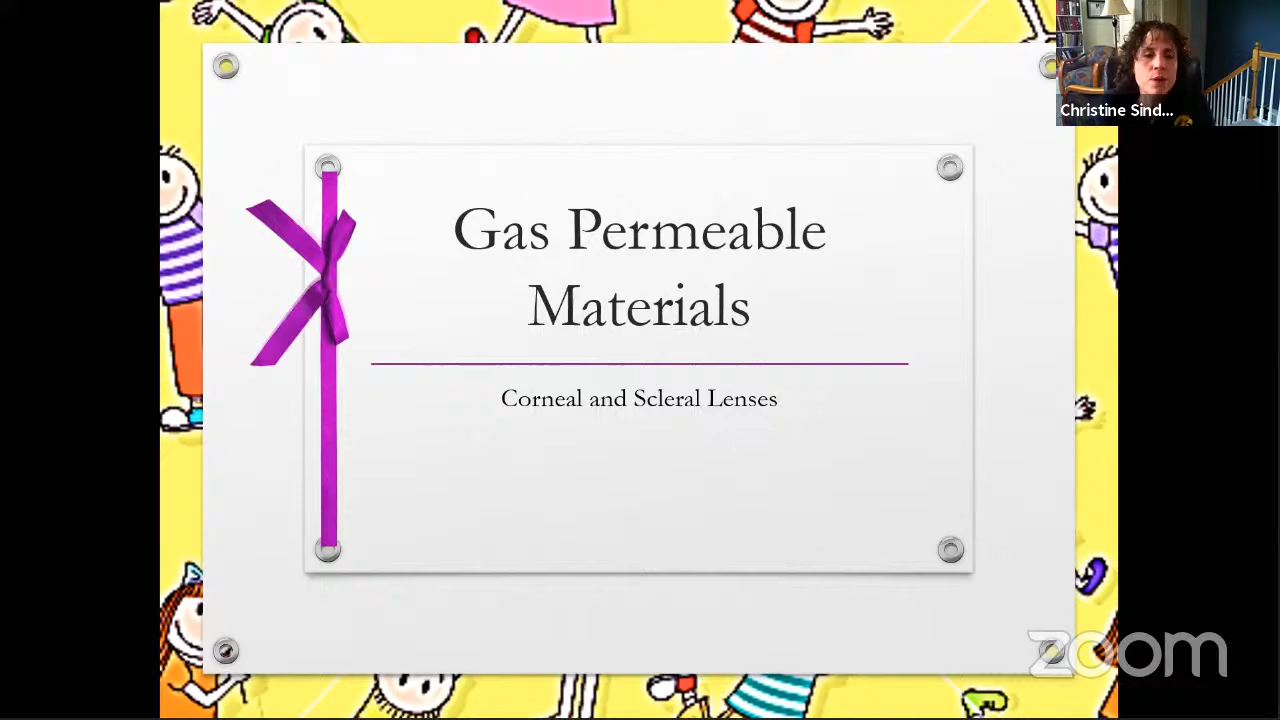 Christine Sind...
Gas Permeable
Materials
Corneal and Scleral Lenses
zoom